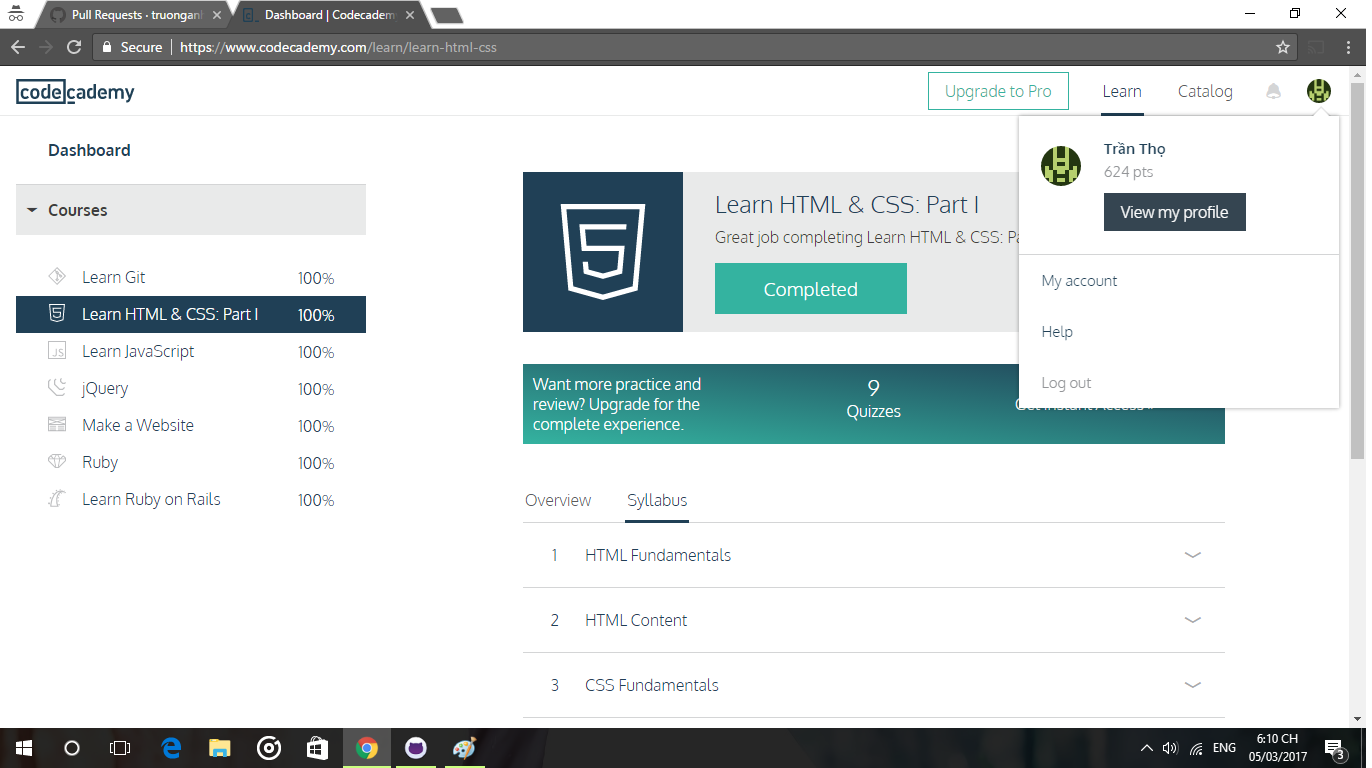 Pull Requests · truongan
Dashboard | Codecadem
Secure
https://www.codecademy.com/learn/learn-html-css
codecademy
Upgrade to Pro
Learn
Catalog
Dashboard
Courses
Learn Git 100%
Learn HTML & CSS: Part I 100%
Learn JavaScript 100%
jQuery 100%
Make a Website 100%
Ruby 100%
Learn Ruby on Rails 100%
Learn HTML & CSS: Part I
Great job completing Learn HTML & CSS:
Completed
Trần Thọ
624 pts
View my profile
My account
Help
Log out
Want more practice and
review? Upgrade for the
complete experience.
9
Quizzes
Get Instant Access »
Overview
Syllabus
1 HTML Fundamentals
2 HTML Content
3 CSS Fundamentals
JS
ENG
6:10 CH
05/03/2017
3